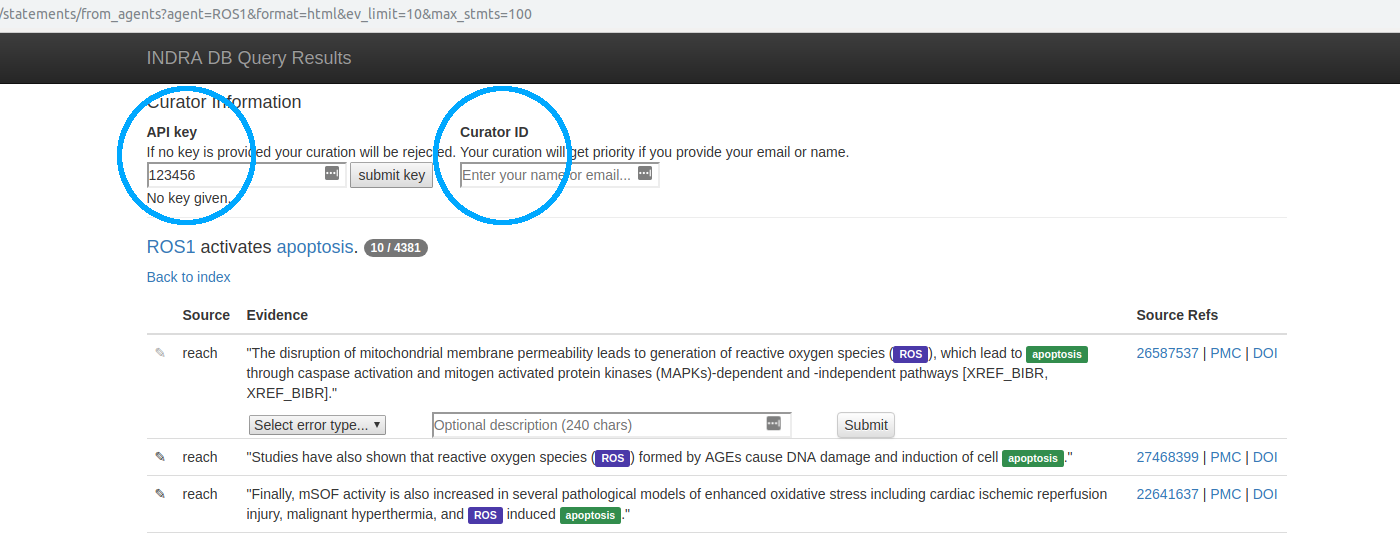 /statements/from_agents?agent=ROS1&format=html&ev_limit=10&max_stmts=100
INDRA DB Query Results
Curator Information
API key
Curator ID
If no key is provided your curation will be rejected. Your curation will get priority if you provide your email or name.
123456 submit key Enter your name or email...
No key given.
ROS1 activates apoptosis. 10 / 4381
Back to index
Source Evidence Source Refs
✎ reach "The disruption of mitochondrial membrane permeability leads to generation of reactive oxygen species (ROS), which lead to apoptosis 26587537 | PMC | DOI
through caspase activation and mitogen activated protein kinases (MAPKs)-dependent and -independent pathways [XREF_BIBR,
XREF_BIBR]."
Select error type... Optional description (240 chars) Submit
✎ reach "Studies have also shown that reactive oxygen species (ROS) formed by AGEs cause DNA damage and induction of cell apoptosis." 27468399 | PMC | DOI
✎ reach "Finally, mSOF activity is also increased in several pathological models of enhanced oxidative stress including cardiac ischemic reperfusion 22641637 | PMC | DOI
injury, malignant hyperthermia, and ROS induced apoptosis."